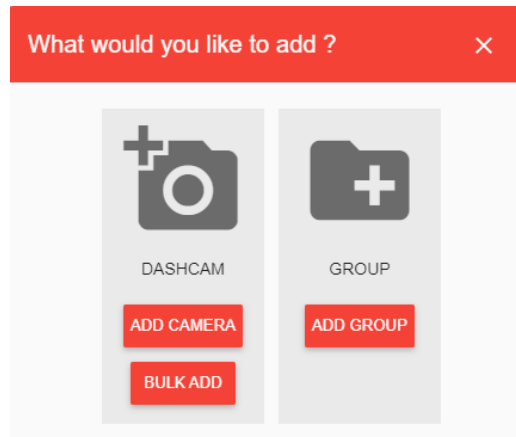 What would you like to add ?
DASHCAM
ADD CAMERA
BULK ADD
GROUP
ADD GROUP